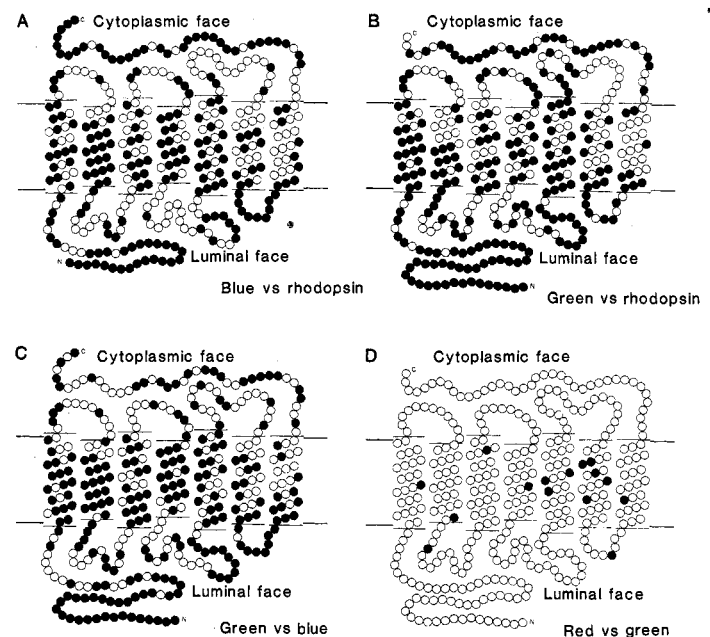 A
Cytoplasmic face
C
N
Luminal face
Blue vs rhodopsin
B
Cytoplasmic face
C
Luminal face
N
Green vs rhodopsin
C
Cytoplasmic face
C
Luminal face
N
Green vs blue
D
Cytoplasmic face
C
Luminal face
N
Red vs green